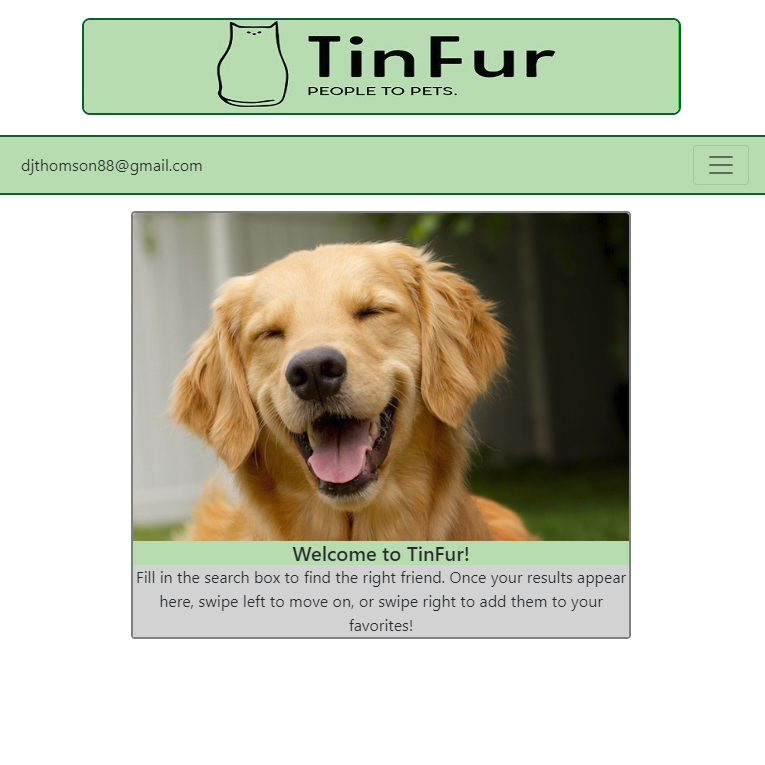 TinFur
PEOPLE TO PETS.
djthomson88@gmail.com
Welcome to TinFur!
Fill in the search box to find the right friend. Once your results appear
here, swipe left to move on, or swipe right to add them to your
favorites!